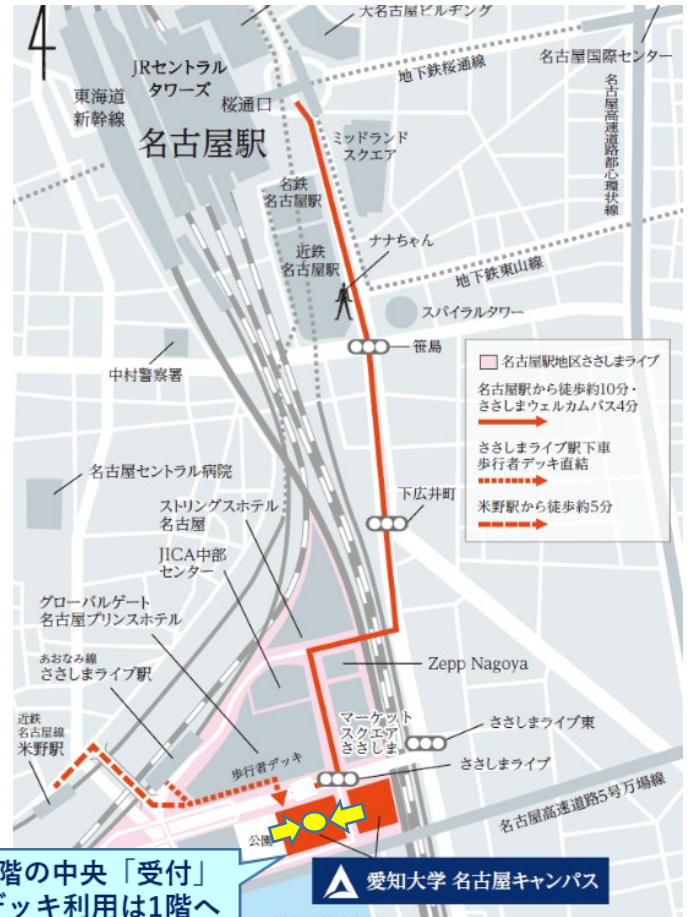 大名古屋ビルヂング
4
JRセントラル
タワーズ
名古屋国際センター
地下鉄桜通線
東海道
新幹線
桜通口
名古屋駅
ミッドランド
スクエア
名古屋高速道路都心環状線
名鉄
名古屋駅
近鉄
名古屋駅
ナナちゃん
地下鉄東山線
スパイラルタワー
笹島
中村警察署
名古屋駅地区ささしまライブ
名古屋駅から徒歩約10分・
ささしまウェルカムバス4分
ささしまライブ駅下車
歩行者デッキ直結
米野駅から徒歩約5分
名古屋セントラル病院
ストリングスホテル
名古屋
下広井町
JICA中部
センター
グローバルゲート
名古屋プリンスホテル
あおなみ線
ささしまライブ駅
Zepp Nagoya
近鉄
名古屋線
米野駅
マーケット
スクエア
ささしま
ささしまライブ東
歩行者デッキ
ささしまライブ
名古屋高速道路5号万場線
公園
階の中央「受付」
デッキ利用は1階へ
愛知大学 名古屋キャンパス